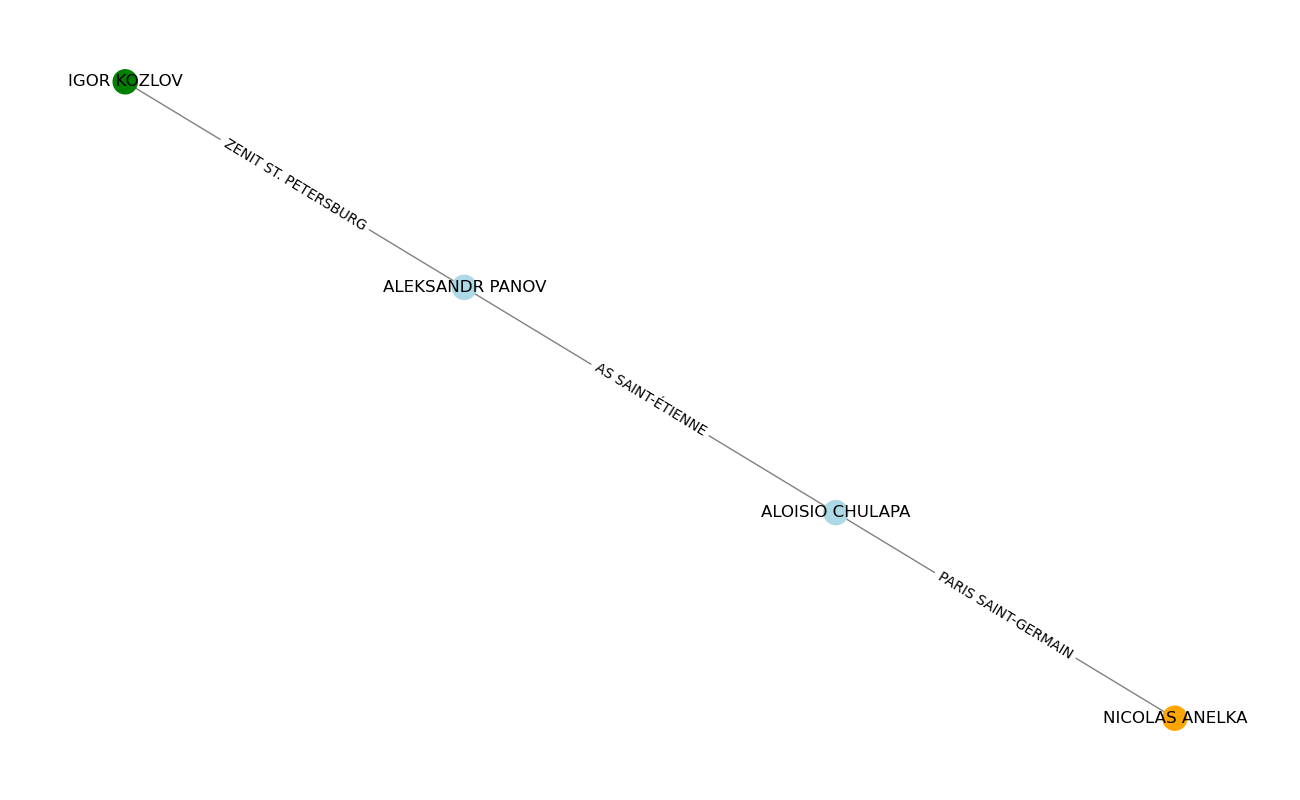 IGOR KOZLOV
ZENIT ST. PETERSBURG
ALEKSANDR PANOV
AS SAINT-ÉTIENNE
ALOISIO CHULAPA
PARIS SAINT-GERMAIN
NICOLAS ANELKA